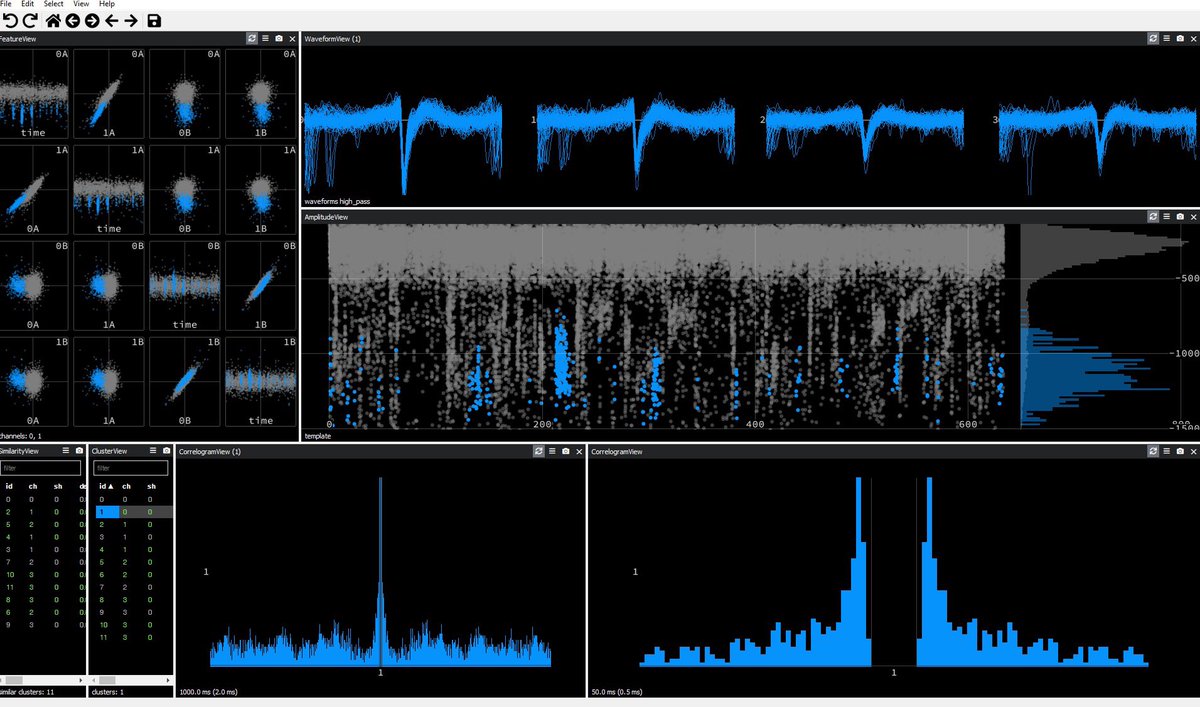 File Edit Select View Help
FeatureView
WaveformView (1)
0A 0A 0A 0A
time 1A 0B 1B
1A 1A 1A 1A
0A time 0B 1B
0B 0B 0B 0B
0A 1A time 1B
1B 1B 1B 1B
0A 1A 0B time
channels: 0, 1
0 1 2 3
waveforms high_pass
AmplitudeView
-500
-1000
-1500
0 200 400 600 800
template
SimilarityView
filter
id ch sh
0 0 0 0.
2 1 0 0.
5 2 0 0.
4 1 0 0.
3 1 0 0.
7 2 0 0.
10 3 0 0.
11 3 0 0.
8 3 0 0.
6 2 0 0.
9 3 0 0.
similar clusters: 11
ClusterView
filter
id ▲ ch sh
0 0 0
1 0 0
2 1 0
3 1 0
4 1 0
5 2 0
6 2 0
7 2 0
8 3 0
9 3 0
10 3 0
11 3 0
clusters: 1
CorrelogramView (1)
1
1
1000.0 ms (2.0 ms)
CorrelogramView
1
1
50.0 ms (0.5 ms)